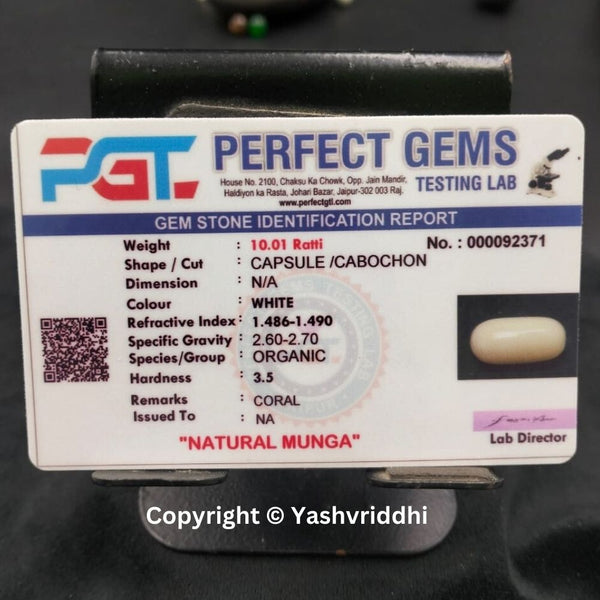 PGT.
PERFECT GEMS
TESTING LAB
House No. 2100, Chaksu Ka Chowk, Opp. Jain Mandir,
Haldiyon ka Rasta, Johari Bazar, Jaipur-302 003 Raj.
www.perfectgtl.com
GEM STONE IDENTIFICATION REPORT
Weight : 10.01 Ratti
No. : 000092371
Shape / Cut : CAPSULE /CABOCHON
Dimension : N/A
Colour : WHITE
Refractive Index : 1.486-1.490
Specific Gravity : 2.60-2.70
Species/Group : ORGANIC
Hardness : 3.5
Remarks : CORAL
Issued To : NA
"NATURAL MUNGA"
Lab Director
Copyright © Yashvriddhi